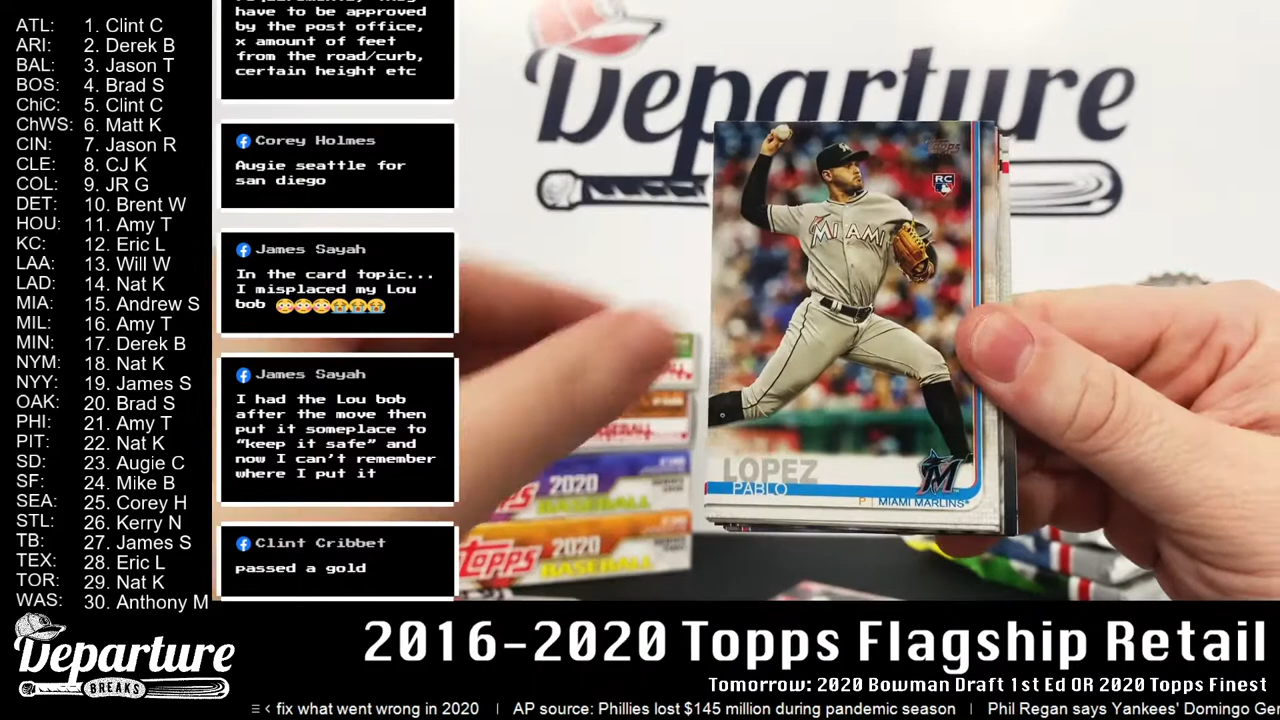 ATL: 1. Clint C
ARI: 2. Derek B
BAL: 3. Jason T
BOS: 4. Brad S
ChiC: 5. Clint C
ChWS: 6. Matt K
CIN: 7. Jason R
CLE: 8. CJ K
COL: 9. JR G
DET: 10. Brent W
HOU: 11. Amy T
KC: 12. Eric L
LAA: 13. Will W
LAD: 14. Nat K
MIA: 15. Andrew S
MIL: 16. Amy T
MIN: 17. Derek B
NYM: 18. Nat K
NYY: 19. James S
OAK: 20. Brad S
PHI: 21. Amy T
PIT: 22. Nat K
SD: 23. Augie C
SF: 24. Mike B
SEA: 25. Corey H
STL: 26. Kerry N
TB: 27. James S
TEX: 28. Eric L
TOR: 29. Nat K
WAS: 30. Anthony M
have to be approved
by the post office,
x amount of feet
from the road/curb,
certain height etc
Corey Holmes
Augie seattle for
san diego
James Sayah
In the card topic...
I misplaced my Lou
bob 😳😳😳😭😭😭
James Sayah
I had the Lou bob
after the move then
put it someplace to
"keep it safe" and
now I can't remember
where I put it
Clint Cribbet
passed a gold
Departure
Topps
RC
MIAMI
LOPEZ
PABLO
M
P | MIAMI MARLINS®
2020
BASEBALL
Topps 2020
BASEBALL
Departure
BREAKS
2016-2020 Topps Flagship Retail
Tomorrow: 2020 Bowman Draft 1st Ed OR 2020 Topps Finest
fix what went wrong in 2020 | AP source: Phillies lost $145 million during pandemic season | Phil Regan says Yankees' Domingo Ger